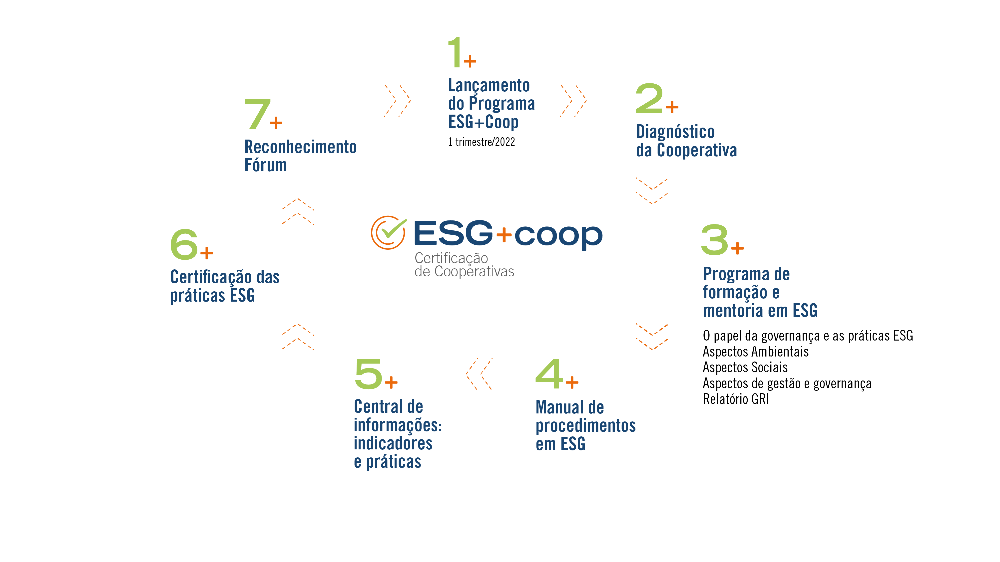 1+
Lançamento
do Programa
ESG+Coop
1 trimestre/2022
2+
Diagnóstico
da Cooperativa
3+
Programa de
formação e
mentoria em ESG
O papel da governança e as práticas ESG
Aspectos Ambientais
Aspectos Sociais
Aspectos de gestão e governança
Relatório GRI
4+
Manual de
procedimentos
em ESG
5+
Central de
informações:
indicadores
e práticas
6+
Certificação das
práticas ESG
7+
Reconhecimento
Fórum
ESG+coop
Certificação
de Cooperativas